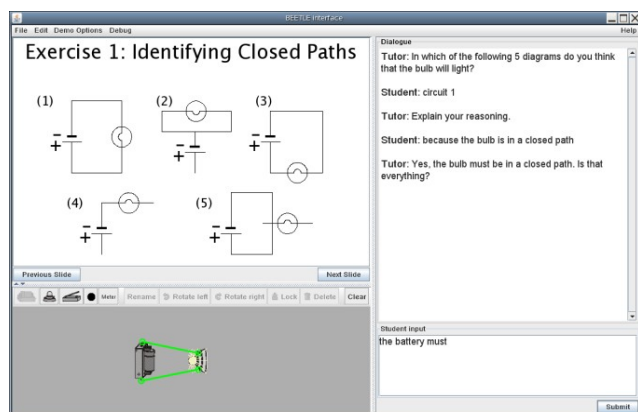 BEETLE interface
File Edit Demo Options Debug
Help
Exercise 1: Identifying Closed Paths
(1)
(2)
(3)
- +
- +
- +
(4)
(5)
- +
- +
Previous Slide
Next Slide
Meter Rename Rotate left Rotate right Lock Delete Clear
Dialogue
Tutor: In which of the following 5 diagrams do you think
that the bulb will light?
Student: circuit 1
Tutor: Explain your reasoning.
Student: because the bulb is in a closed path
Tutor: Yes, the bulb must be in a closed path. Is that
everything?
Student input
the battery must
Submit